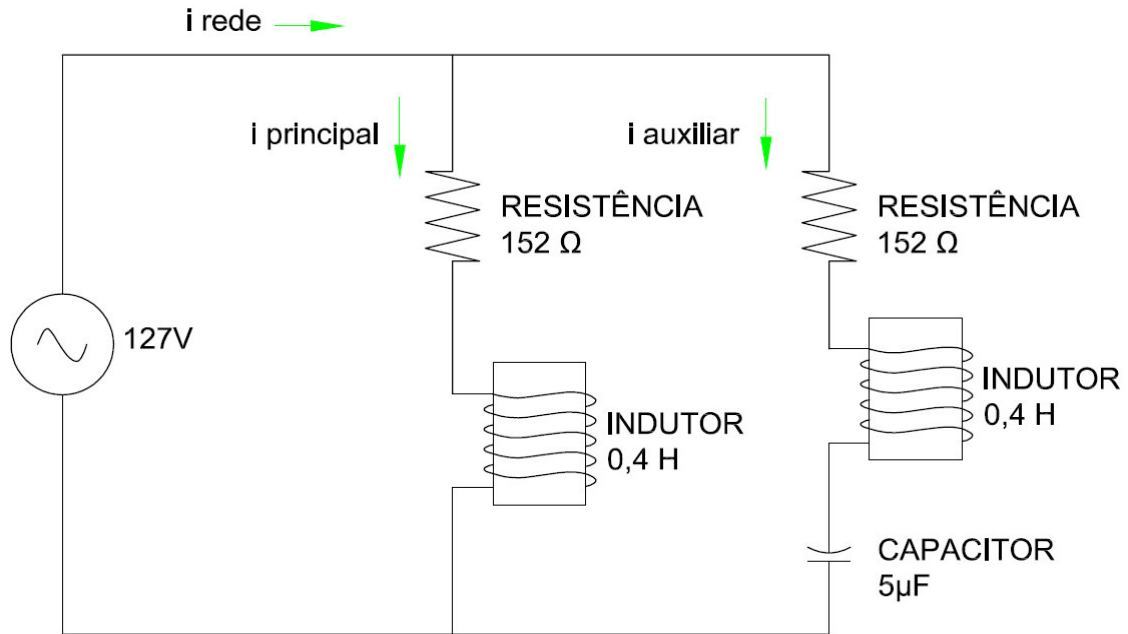 i rede
i principal
i auxiliar
RESISTÊNCIA
152 Ω
RESISTÊNCIA
152 Ω
127V
INDUTOR
0,4 H
INDUTOR
0,4 H
CAPACITOR
5µF